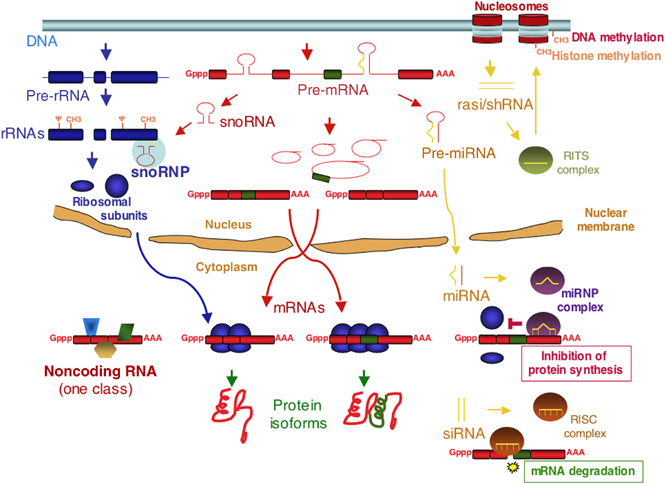 Nucleosomes
DNA
CH3
DNA methylation
CH3
Histone methylation
Gppp
AAA
Pre-rRNA
Pre-mRNA
rasi/shRNA
Ψ
CH3
Ψ
CH3
snoRNA
rRNAs
Pre-miRNA
snoRNP
RITS
complex
Ribosomal
subunits
Gppp
AAA
Gppp
AAA
Nucleus
Nuclear
membrane
Cytoplasm
miRNA
miRNP
complex
mRNAs
Gppp
AAA
Gppp
AAA
Gppp
AAA
Gppp
AAA
Noncoding RNA
(one class)
Inhibition of
protein synthesis
Protein
isoforms
siRNA
RISC
complex
Gppp
AAA
mRNA degradation